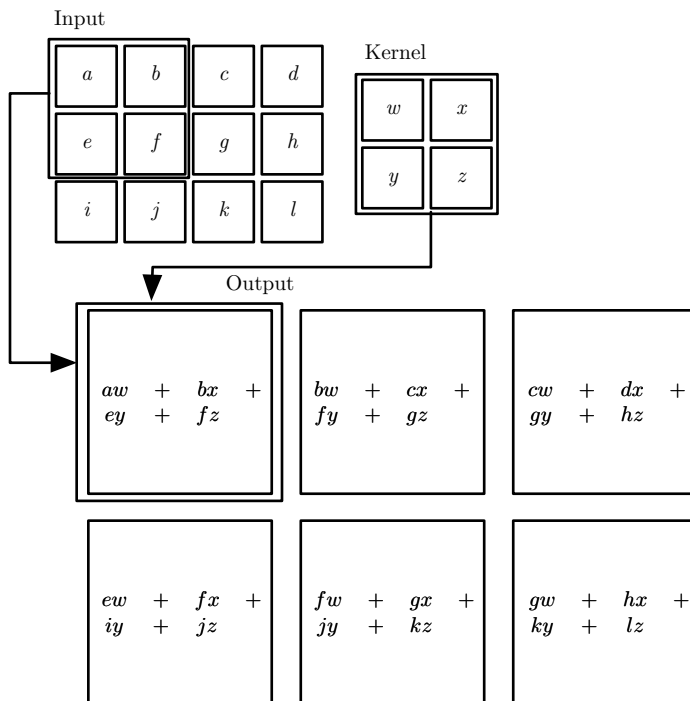 Input
Kernel
a b c d
w x
e f g h
y z
i j k l
Output
aw + bx + bw + cx + cw + dx +
ey + fz fy + gz gy + hz
ew + fx + fw + gx + gw + hx +
iy + jz jy + kz ky + lz